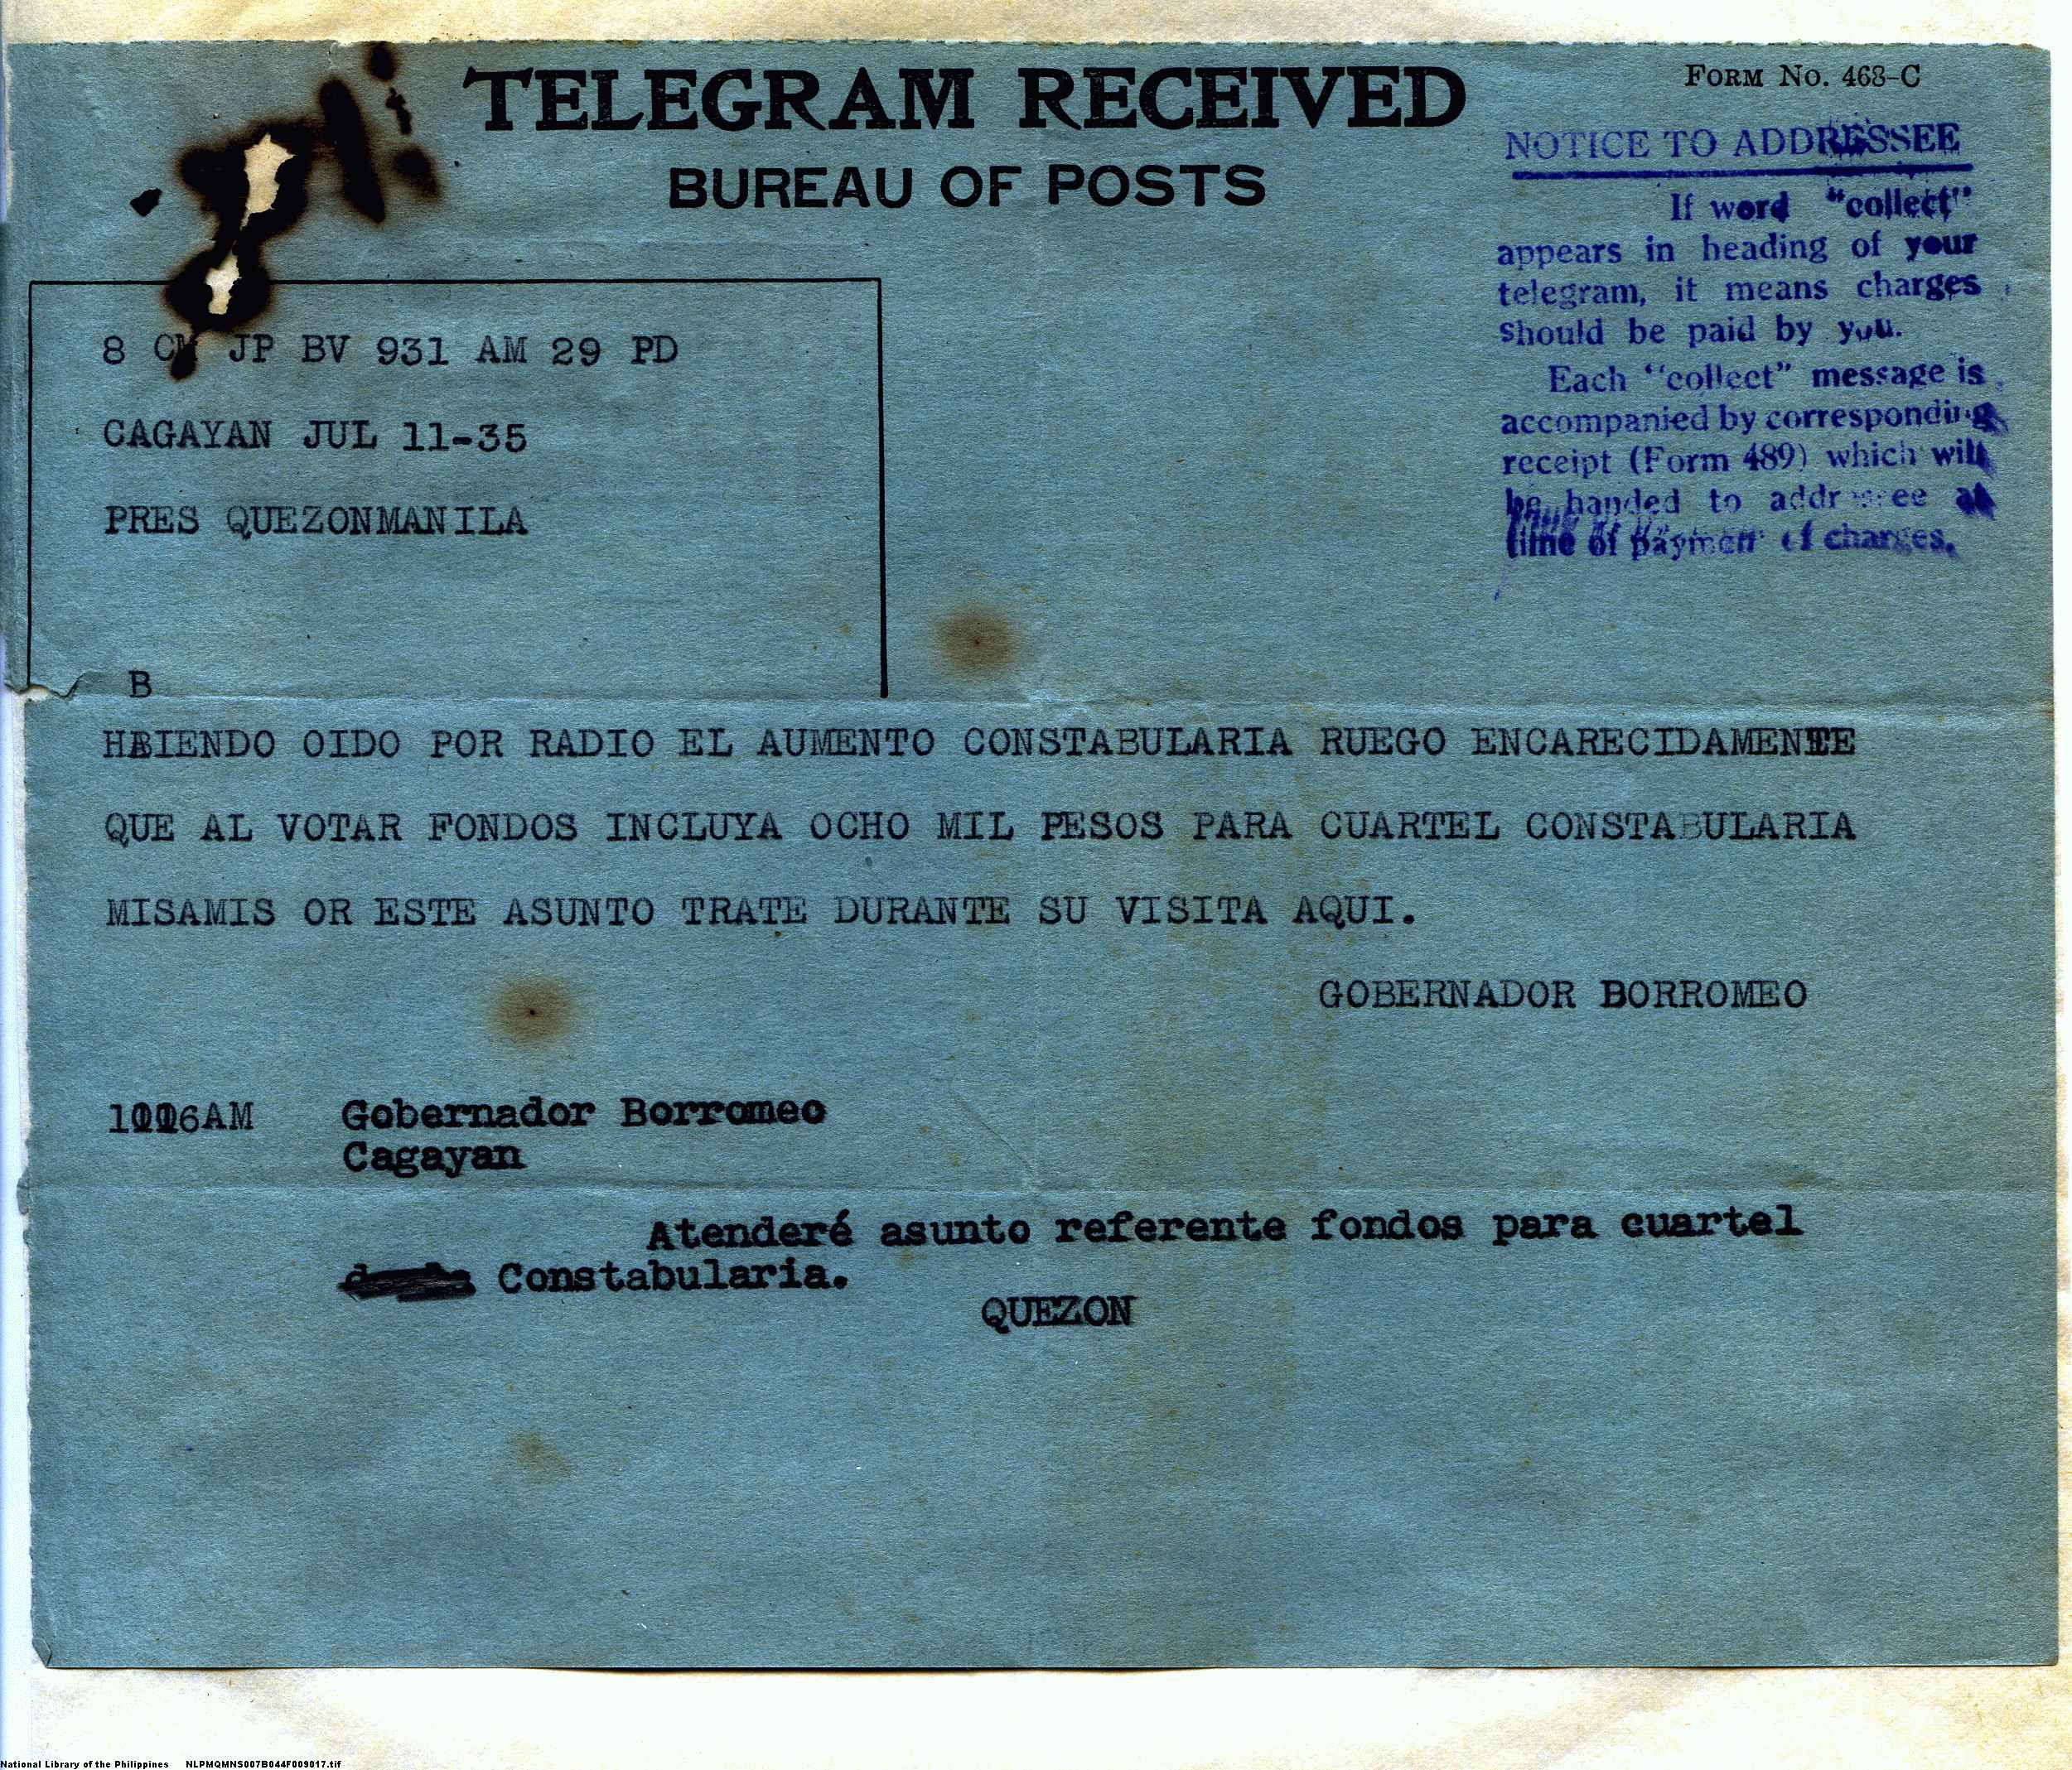 TELEGRAM RECEIVED
BUREAU OF POSTS
FORM NO. 463-C
NOTICE TO ADDRESSEE
If word "collect"
appears in heading of your
telegram, it means charges
should be paid by you.
Each "collect" message is
accompanied by corresponding
receipt (Form 489) which will
be handed to addressee at
time of payment of charges.
8 CM JP BV 931 AM 29 PD
CAGAYAN JUL 11-35
PRES QUEZONMANILA
B
HAIENDO OIDO POR RADIO EL AUMENTO CONSTABULARIA RUEGO ENCARECIDAMENTE
QUE AL VOTAR FONDOS INCLUYA OCHO MIL PESOS PARA CUARTEL CONSTABULARIA
MISAMIS OR ESTE ASUNTO TRATE DURANTE SU VISITA AQUI.
GOBERNADOR BORROMEO
AM Gobernador Borromeo
Cagayan
Atenderé asunto referente fondos para cuartel
Constabularia.
QUEZON
National Library of the Philippines NLPMQMNS007B044F009017.tif